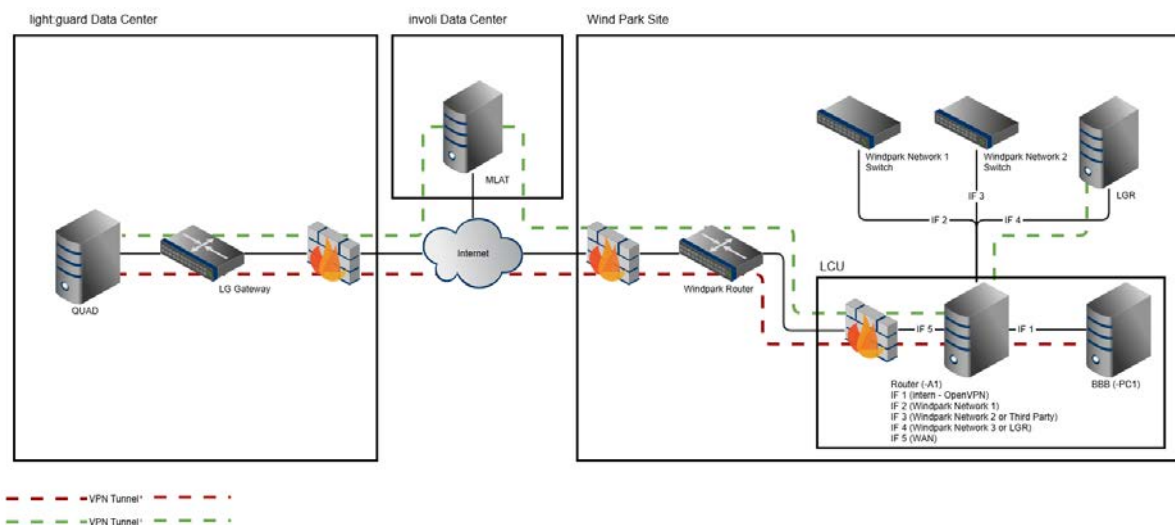 light:guard Data Center
involi Data Center
Wind Park Site
MLAT
Windpark Network 1
Switch
Windpark Network 2
Switch
LGR
IF 3
IF 2
IF 4
Internet
QUAD
LG Gateway
Windpark Router
LCU
IF 5
IF 1
Router (-A1)
IF 1 (Intern - OpenVPN)
IF 2 (Windpark Network 1)
IF 3 (Windpark Network 2 or Third Party)
IF 4 (Windpark Network 3 or LGR)
IF 5 (WAN)
BBB (-PC1)
VPN Tunnel¹
VPN Tunnel¹